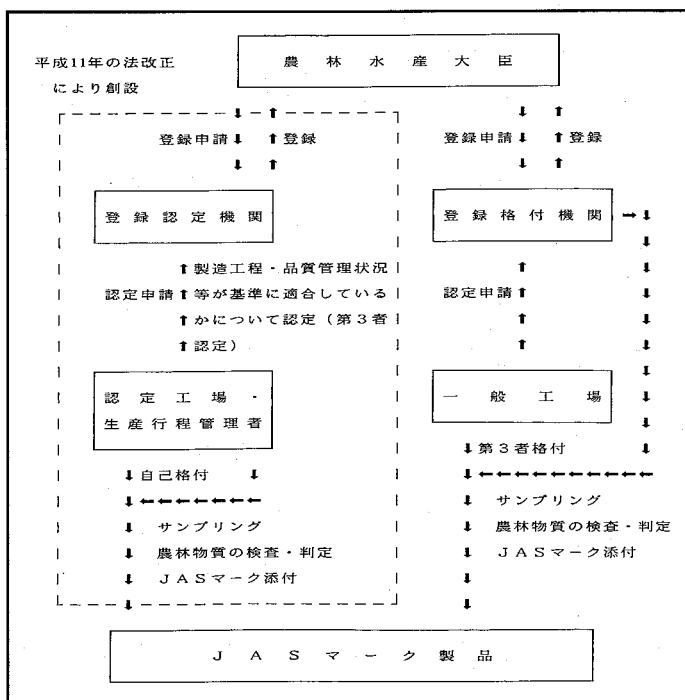 平成11年の法改正
により創設
農林水産大臣
登録申請
登録
登録申請
登録
登録認定機関
登録格付機関
認定申請
製造工程・品質管理状況
等が基準に適合している
かについて認定（第3者
認定）
認定申請
認定工場・
生産行程管理者
一般工場
自己格付
サンプリング
農林物質の検査・判定
JASマーク添付
第3者格付
サンプリング
農林物質の検査・判定
JASマーク添付
JASマーク製品